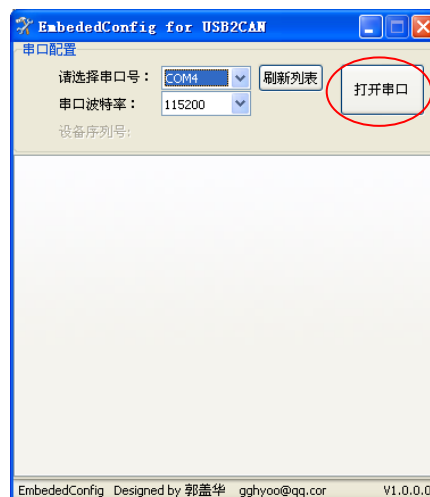 EmbededConfig for USB2CAN
串口配置
请选择串口号： COM4 刷新列表
打开串口
串口波特率： 115200
设备序列号:
EmbededConfig Designed by 郭盖华 gghyoo@qq.cor V1.0.0.0